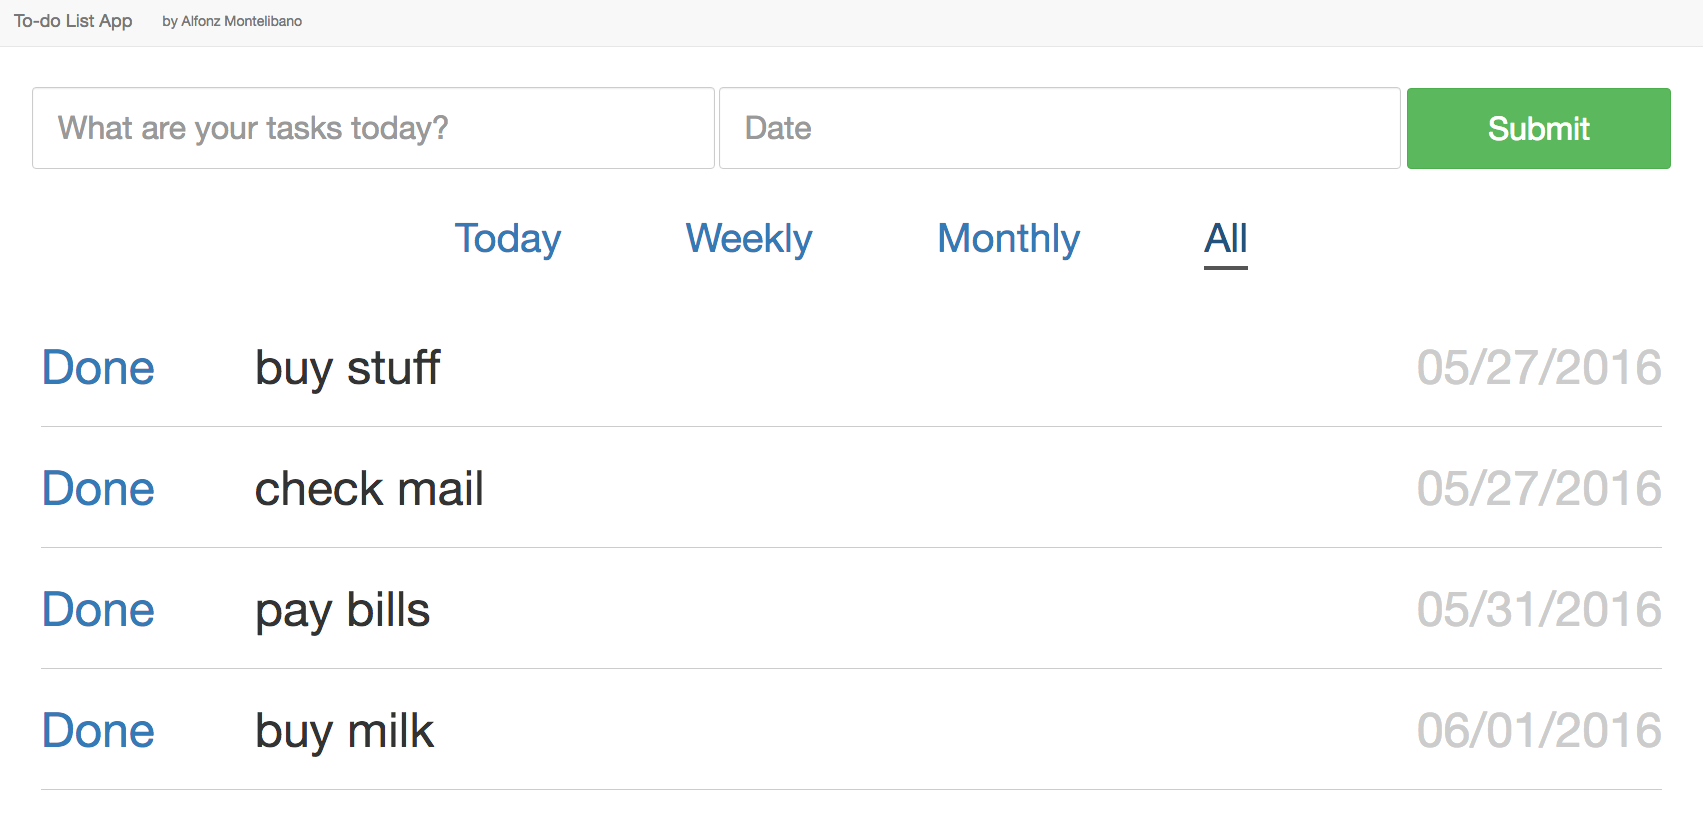 To-do List App by Alfonz Montelibano
What are your tasks today? Date Submit
Today Weekly Monthly All
Done buy stuff 05/27/2016
Done check mail 05/27/2016
Done pay bills 05/31/2016
Done buy milk 06/01/2016